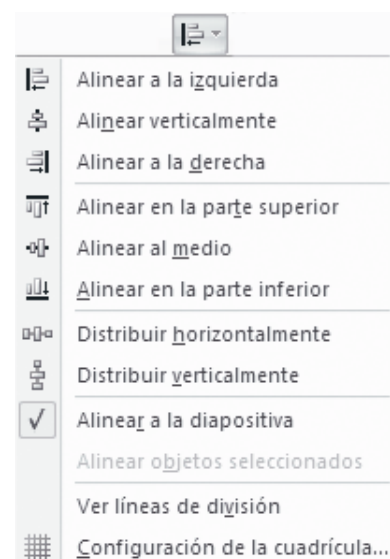 Alinear a la izquierda
Alinear verticalmente
Alinear a la derecha
Alinear en la parte superior
Alinear al medio
Alinear en la parte inferior
Distribuir horizontalmente
Distribuir verticalmente
Alinear a la diapositiva
Alinear objetos seleccionados
Ver líneas de división
Configuración de la cuadrícula...